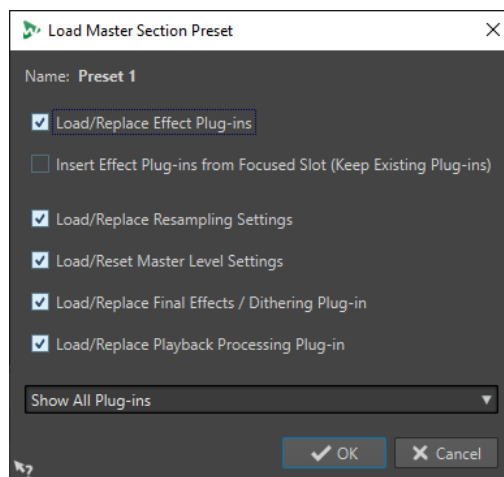 Load Master Section Preset
Name: Preset 1
Load/Replace Effect Plug-ins
Insert Effect Plug-ins from Focused Slot (Keep Existing Plug-ins)
Load/Replace Resampling Settings
Load/Reset Master Level Settings
Load/Replace Final Effects / Dithering Plug-in
Load/Replace Playback Processing Plug-in
Show All Plug-ins
OK Cancel
?